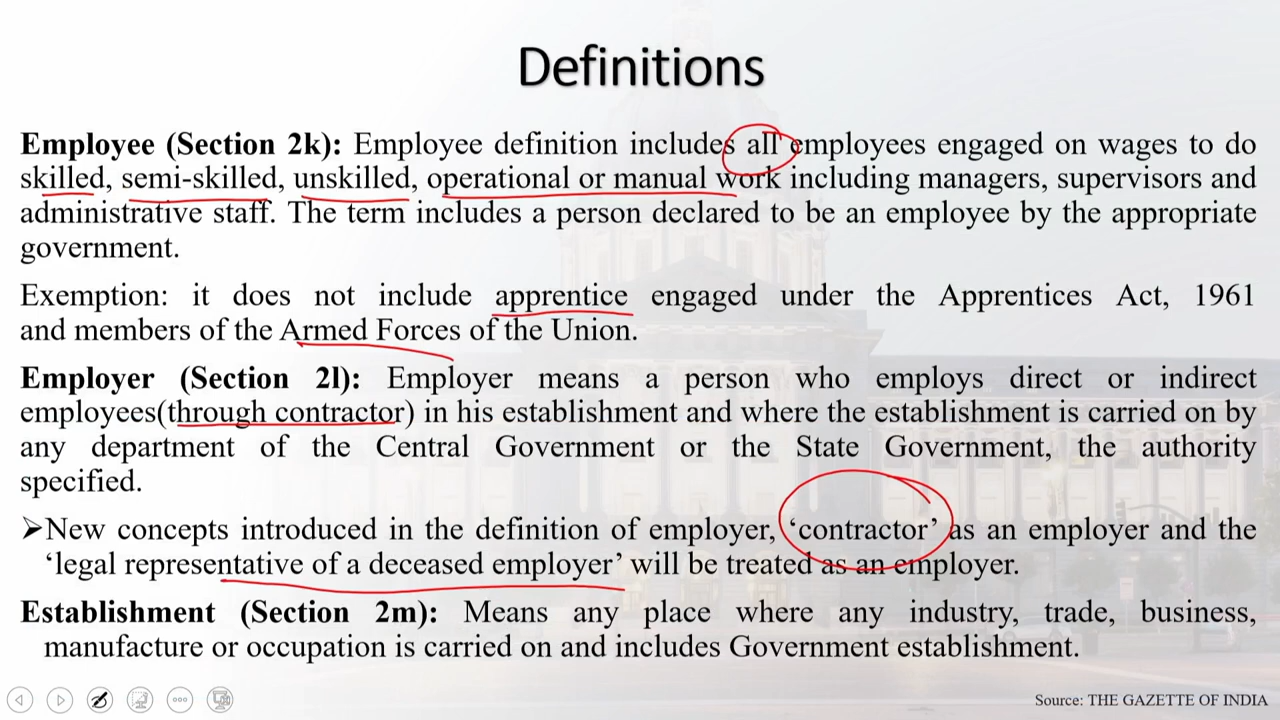 Definitions
Employee (Section 2k): Employee definition includes all employees engaged on wages to do
skilled, semi-skilled, unskilled, operational or manual work including managers, supervisors and
administrative staff. The term includes a person declared to be an employee by the appropriate
government.
Exemption: it does not include apprentice engaged under the Apprentices Act, 1961
and members of the Armed Forces of the Union.
Employer (Section 2l): Employer means a person who employs direct or indirect
employees(through contractor) in his establishment and where the establishment is carried on by
any department of the Central Government or the State Government, the authority
specified.
➤New concepts introduced in the definition of employer, ‘contractor’ as an employer and the
‘legal representative of a deceased employer’ will be treated as an employer.
Establishment (Section 2m): Means any place where any industry, trade, business,
manufacture or occupation is carried on and includes Government establishment.
Source: THE GAZETTE OF INDIA